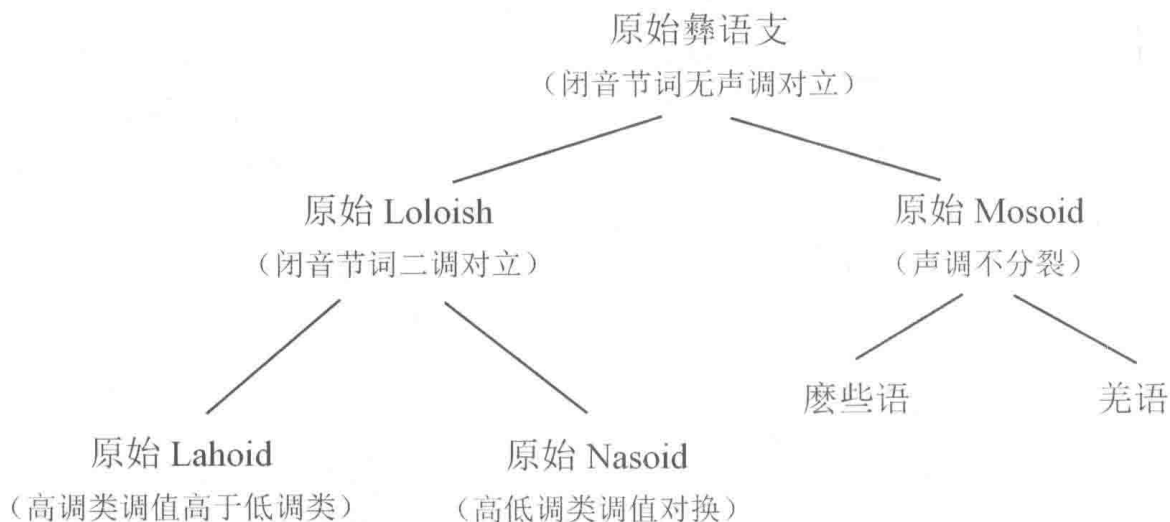 原始彝语支
（闭音节词无声调对立）
原始 Loloish
原始 Mosoid
（闭音节词二调对立）
（声调不分裂）
麽些语
羌语
原始 Lahoid
原始 Nasoid
（高调类调值高于低调类）
（高低调类调值对换）